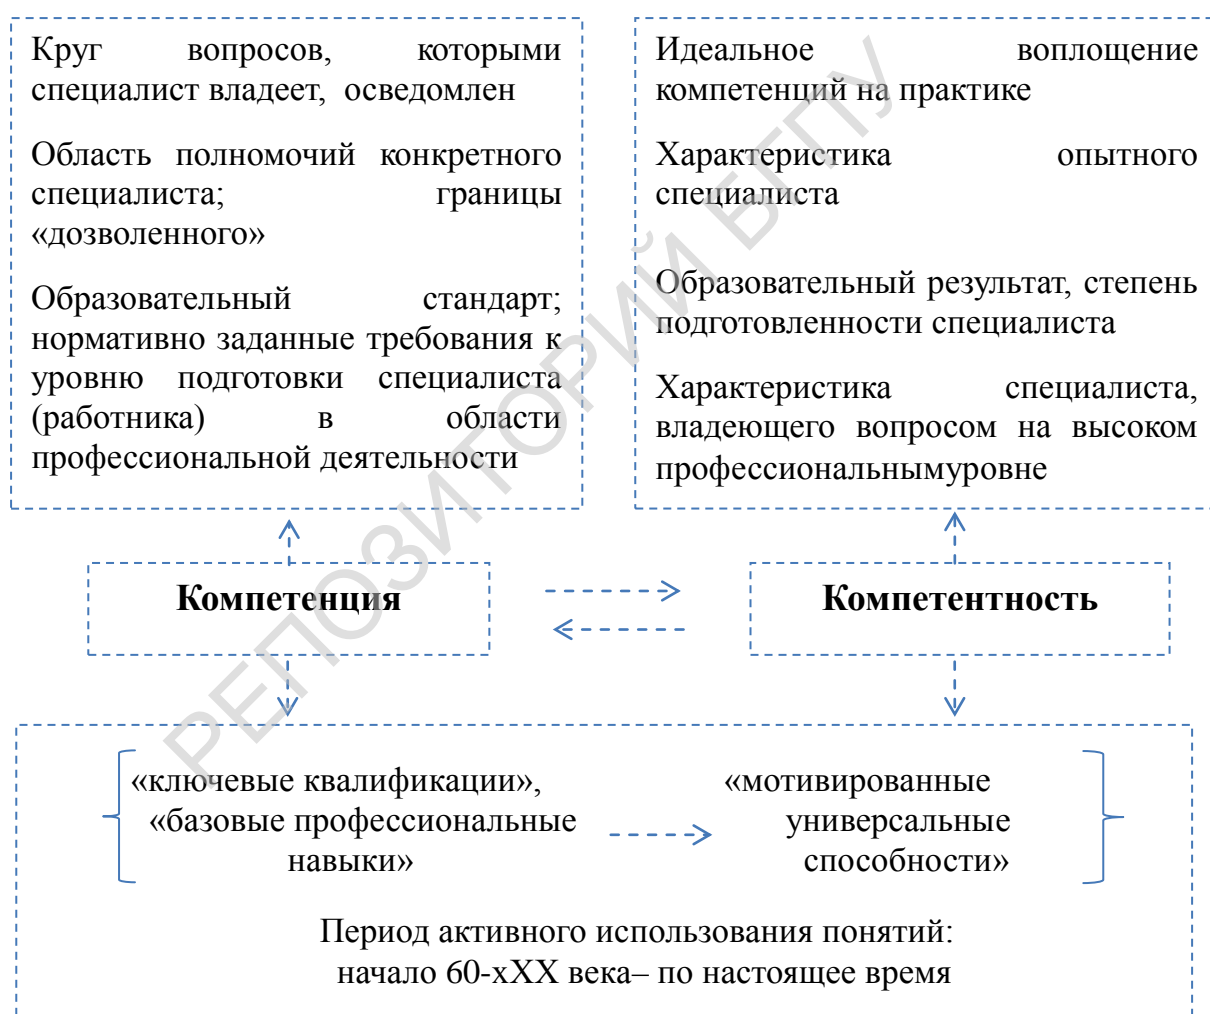 Круг вопросов, которыми
специалист владеет, осведомлен
Область полномочий конкретного
специалиста; границы
«дозволенного»
Образовательный стандарт;
нормативно заданные требования к
уровню подготовки специалиста
(работника) в области
профессиональной деятельности
Идеальное воплощение
компетенций на практике
Характеристика опытного
специалиста
Образовательный результат, степень
подготовленности специалиста
Характеристика специалиста,
владеющего вопросом на высоком
профессиональнымуровне
Компетенция
Компетентность
«ключевые квалификации»,
«базовые профессиональные
навыки»
«мотивированные
универсальные
способности»
Период активного использования понятий:
начало 60-хХХ века– по настоящее время
РЕПОЗИТОРИЙ БГПУ